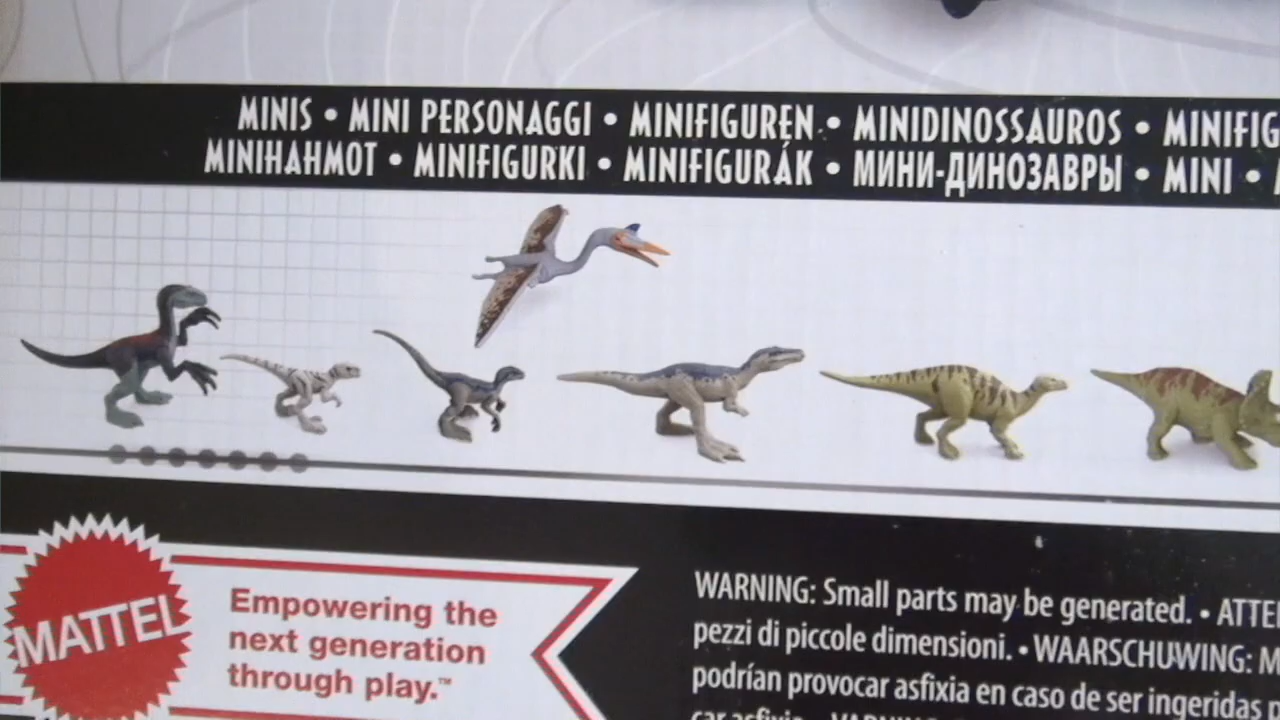 MINIS • MINI PERSONAGGI • MINIFIGUREN • MINIDINOSSAUROS • MINIFIG
MINIHAHMOT • MINIFIGURKI • MINIFIGURÁK • МИНИ-ДИНОЗАВРЫ • MINI •
MATTEL
Empowering the
next generation
through play.™
WARNING: Small parts may be generated. • ATTE
pezzi di piccole dimensioni. • WAARSCHUWING: M
podrían provocar asfixia en caso de ser ingeridas p